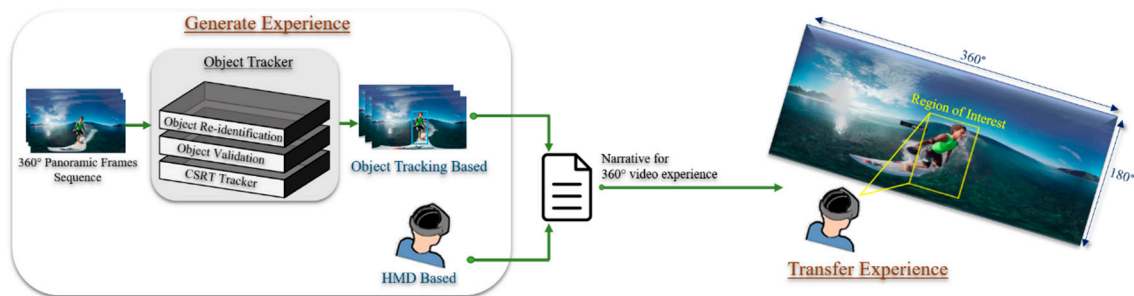 Generate Experience
Object Tracker
Object Re-identification
Object Validation
CSRT Tracker
360° Panoramic Frames
Sequence
Object Tracking Based
HMD Based
Narrative for
360° video experience
360°
Region of Interest
180°
Transfer Experience